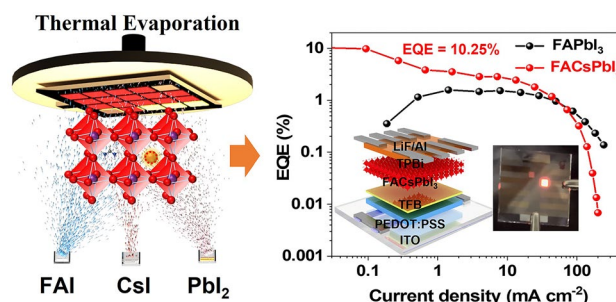 Thermal Evaporation
FAI
CsI
PbI₂
EQE (%)
10
1
0.1
0.01
0.001
EQE = 10.25%
FAPbI₃
FACsPbI
LiF/Al
TPBi
FACsPbI₃
TFB
PEDOT:PSS
ITO
0.1
1
10
100
Current density (mA cm⁻²)